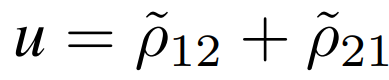 u = ρ̃₁₂ + ρ̃₂₁